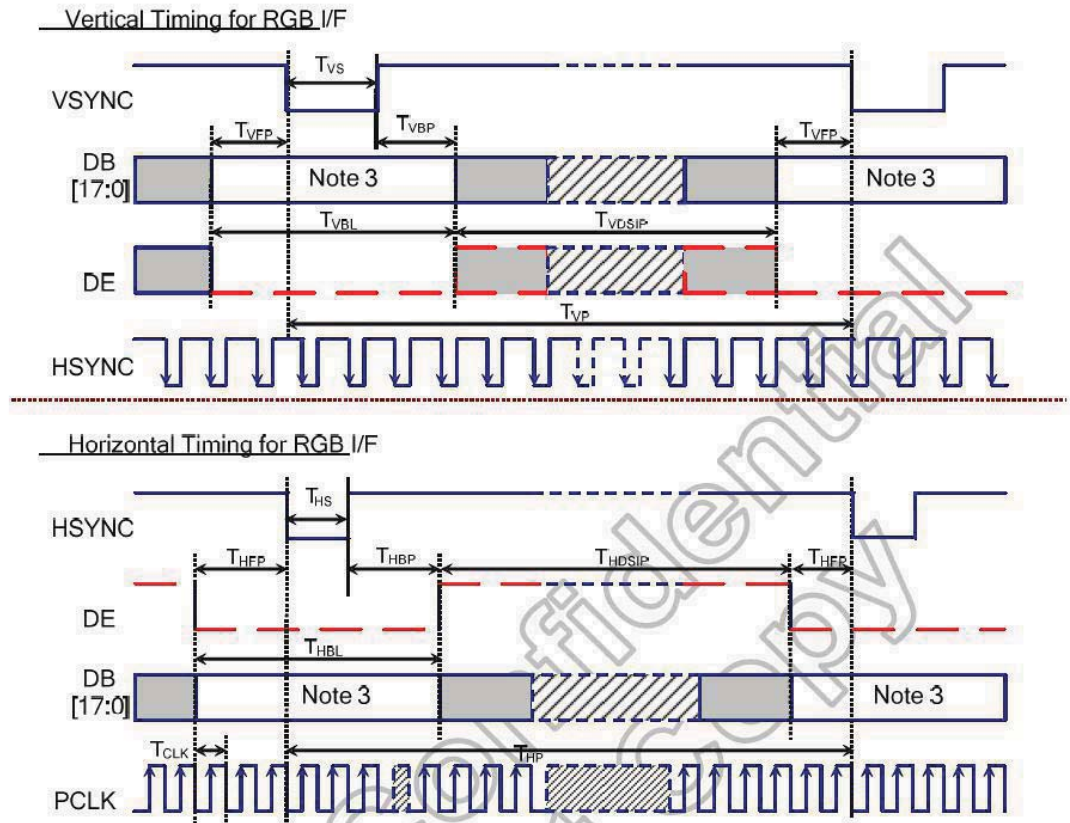 Vertical Timing for RGB I/F
VSYNC
TVS
TVFP
TVBP
TVFP
DB
[17:0]
Note 3
Note 3
TVBL
TVDSIP
DE
TVP
HSYNC
Horizontal Timing for RGB I/F
HSYNC
THS
THFP
THBP
THDSIP
THFP
DE
THBL
DB
[17:0]
Note 3
Note 3
TCLK
THP
PCLK
Confidential
Copy